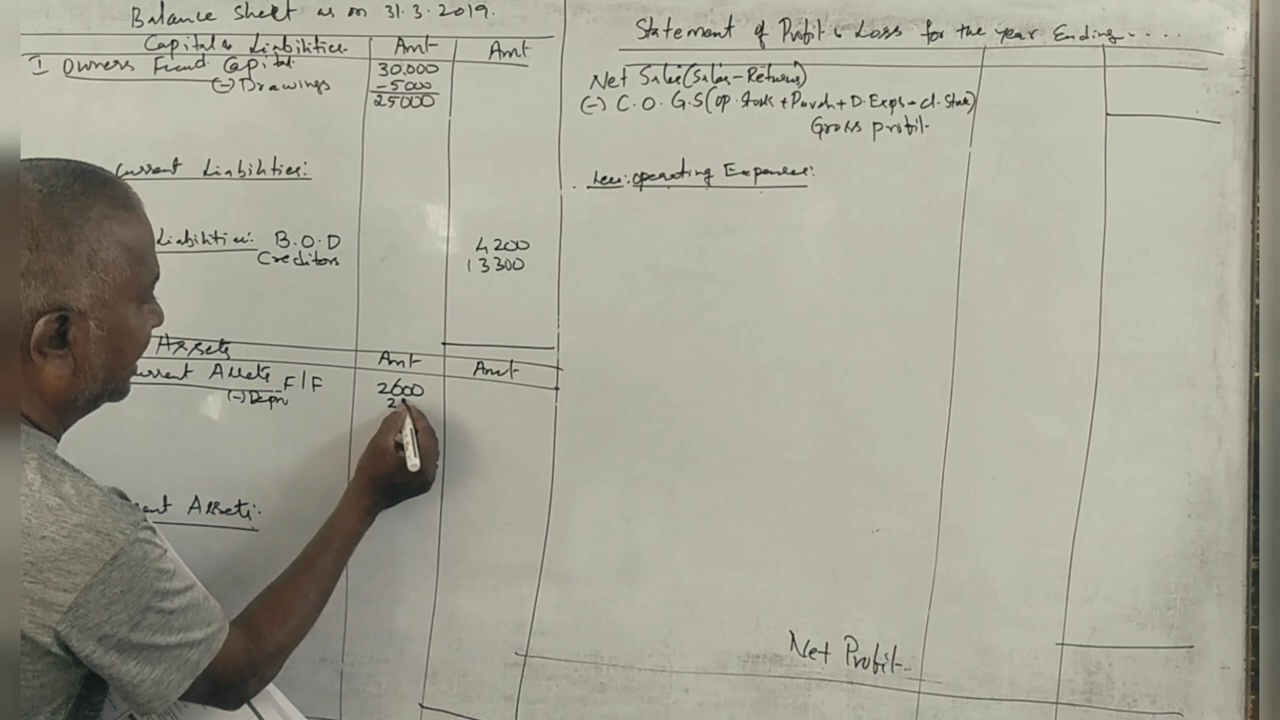 Balance Sheet as on 31.3.2019.
Capital & Liabilities Amt Amt
I Owners Fund Capital 30.000
(-) Drawings -5000
25000
Current Liabilities:
Liabilities: B.O.D 4200
Creditors 13300
Assets Amt Amt
Assets F/F 2600
(-) Depn 2
Assets:
Statement of Profit & Loss for the year Ending....
Net Sales (Sales - Returns)
(-) C.O.G.S (op. Stock + Purch + D. Exps - cl. Stock)
Gross profit
Less: operating Expenses:
Net Profit